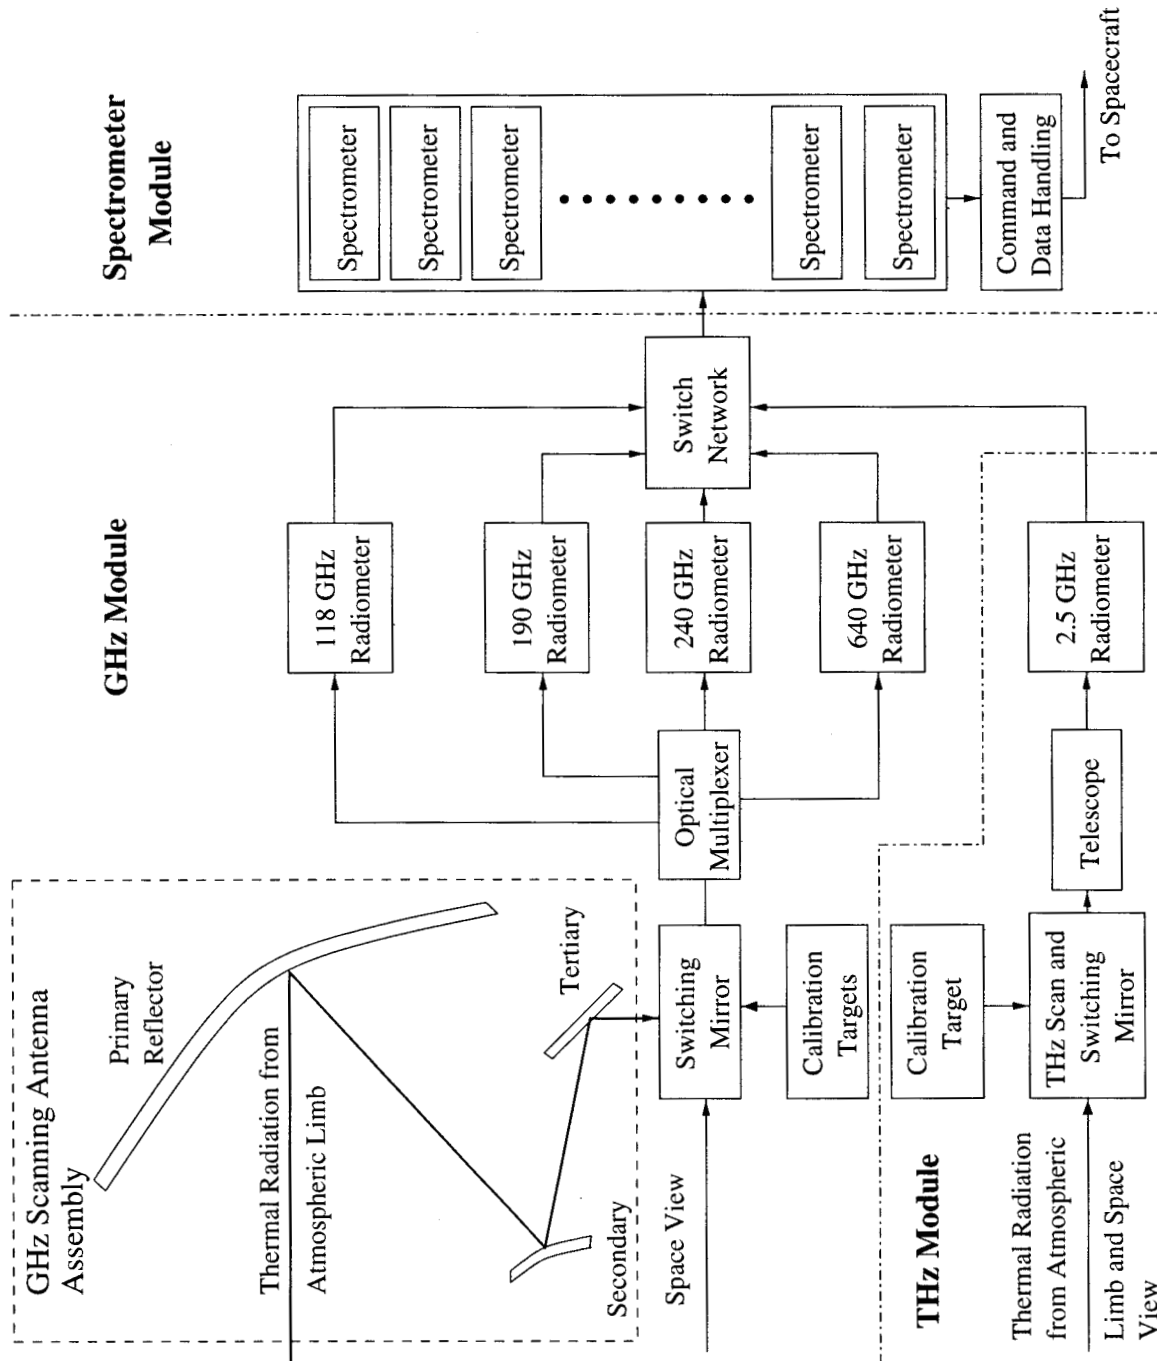 GHz Scanning Antenna
Assembly
Primary
Reflector
Thermal Radiation from
Atmospheric Limb
Secondary
Tertiary
Space View
Switching
Mirror
Calibration
Targets
GHz Module
Optical
Multiplexer
118 GHz
Radiometer
190 GHz
Radiometer
240 GHz
Radiometer
640 GHz
Radiometer
Switch
Network
THz Module
Thermal Radiation
from Atmospheric
Limb and Space
View
Calibration
Target
THz Scan and
Switching
Mirror
Telescope
2.5 GHz
Radiometer
Spectrometer
Module
Spectrometer
Spectrometer
Spectrometer
Spectrometer
Spectrometer
Command and
Data Handling
To Spacecraft